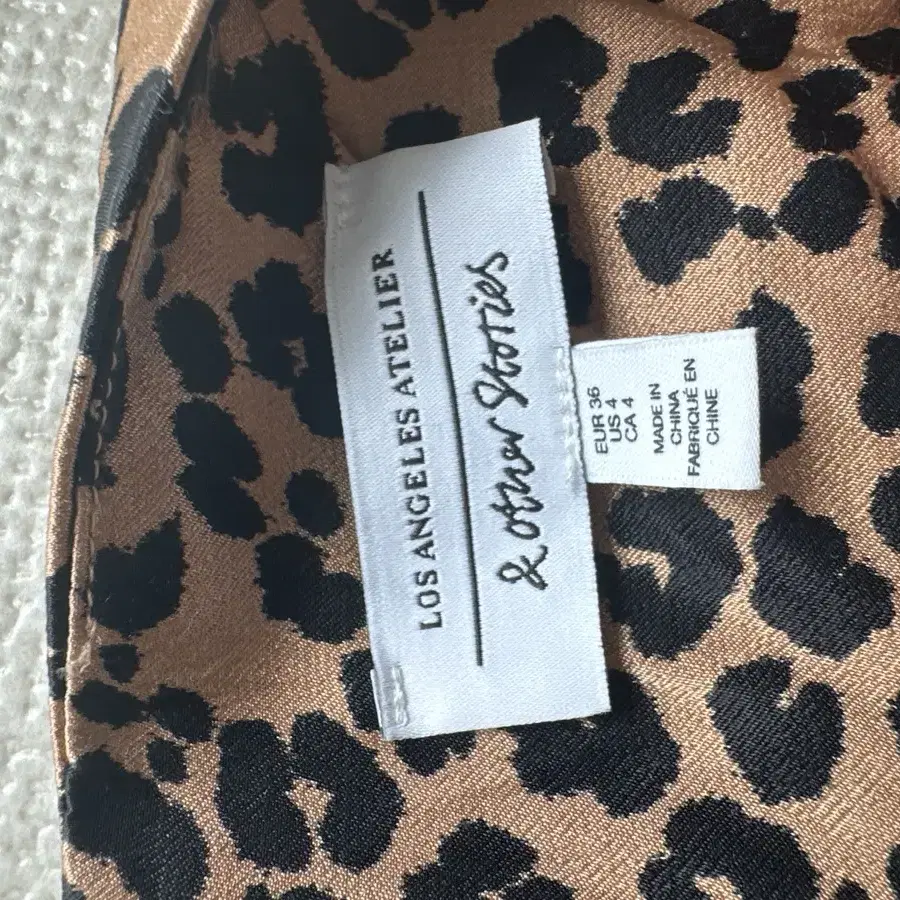 LOS ANGELES ATELIER
& other Stories
EUR 36
US 4
CA 4
MADE IN
CHINA
FABRIQUÉ EN
CHINE